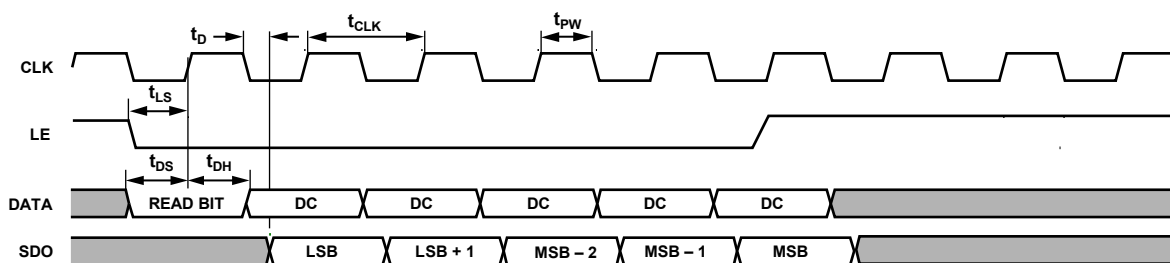 tD
tCLK
tPW
CLK
tLS
LE
tDS
tDH
DATA
READ BIT
DC
DC
DC
DC
DC
SDO
LSB
LSB + 1
MSB – 2
MSB – 1
MSB